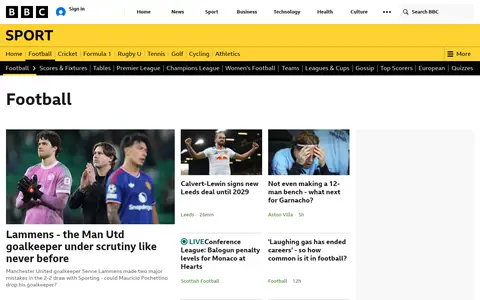 BBC
Sign in
Home News Sport Business Technology Health Culture
Search BBC
SPORT
Home Football Cricket Formula 1 Rugby U Tennis Golf Cycling Athletics
More
Football Scores & Fixtures Tables Premier League Champions League Women's Football Teams Leagues & Cups Gossip Top Scorers European Quizzes
Football
Lammens - the Man Utd
goalkeeper under scrutiny like
never before
Manchester United goalkeeper Senne Lammens made two major
mistakes in the 2-2 draw with Sporting - could Mauricio Pochettino
drop his goalkeeper?
Calvert-Lewin signs new
Leeds deal until 2029
Leeds 26min
Not even making a 12-
man bench - what next
for Garnacho?
Aston Villa 5h
LIVE Conference
League: Balogun penalty
levels for Monaco at
Hearts
Scottish Football
'Laughing gas has ended
careers' - so how
common is it in football?
Football 12h